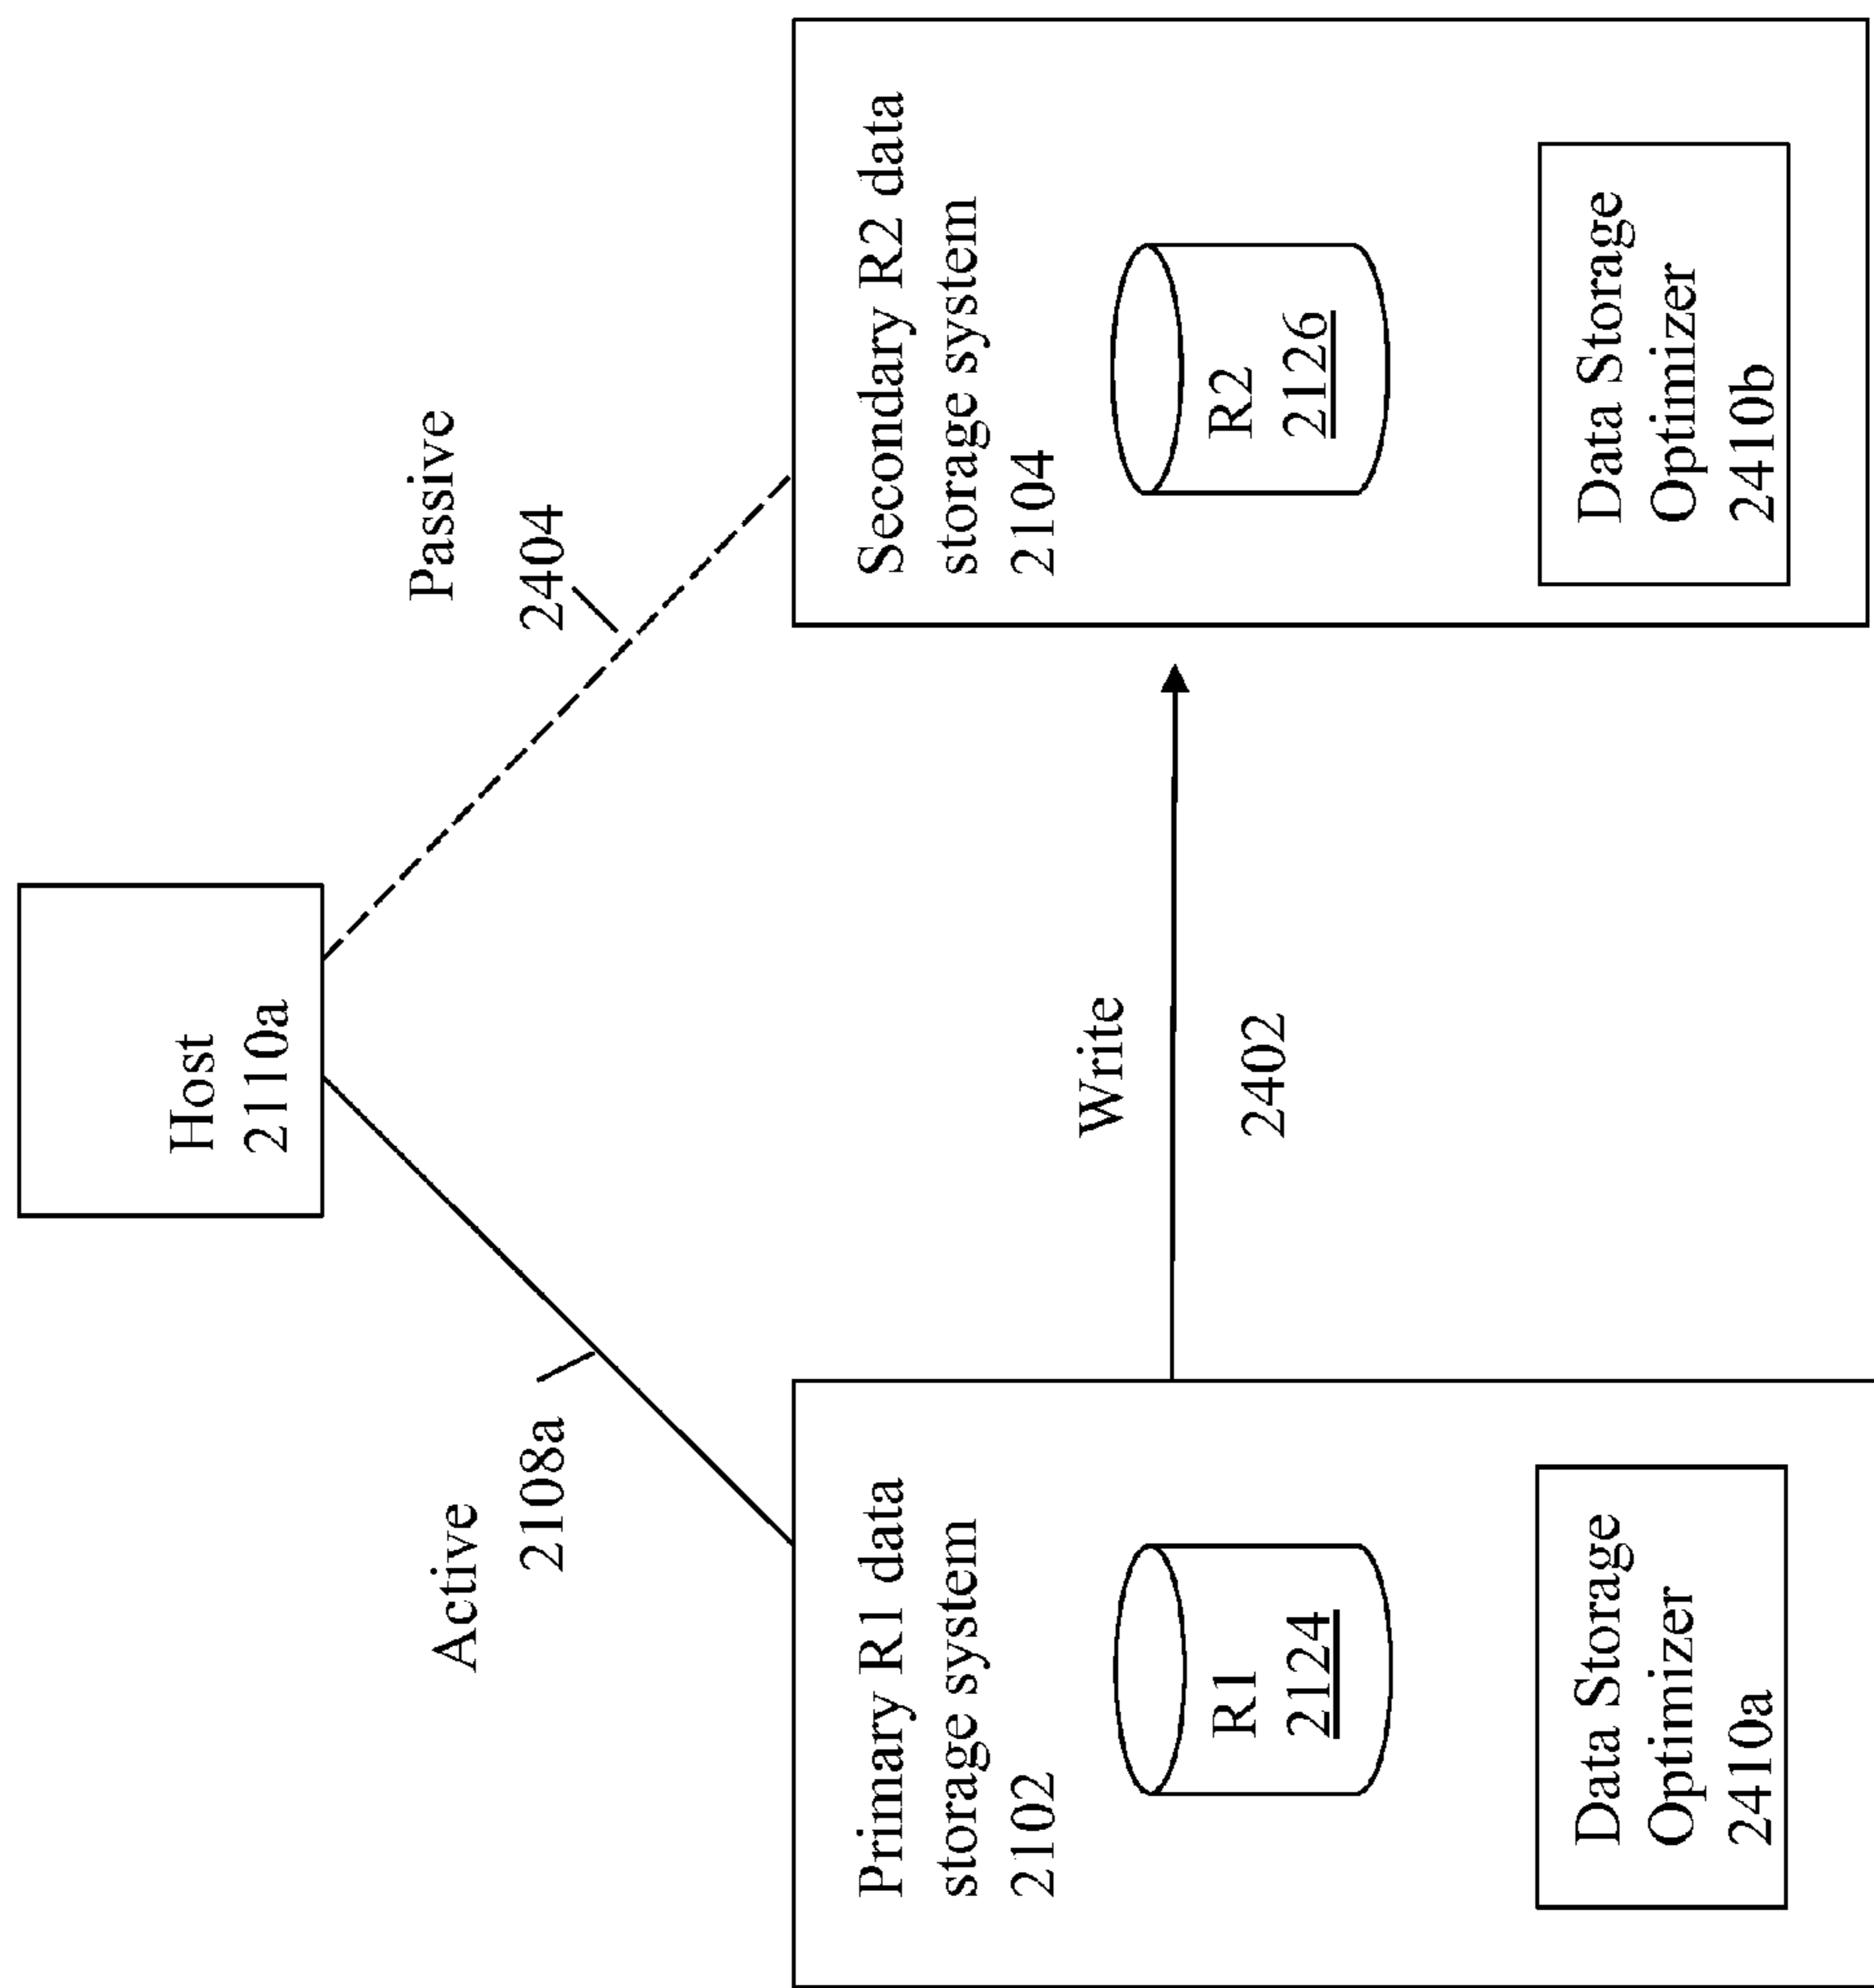 Host
2110a
Active
2108a
Passive
2404
Primary R1 data
storage system
2102
R1
2124
Data Storage
Optimizer
2410a
Write
2402
Secondary R2 data
storage system
2104
R2
2126
Data Storage
Optimizer
2410b